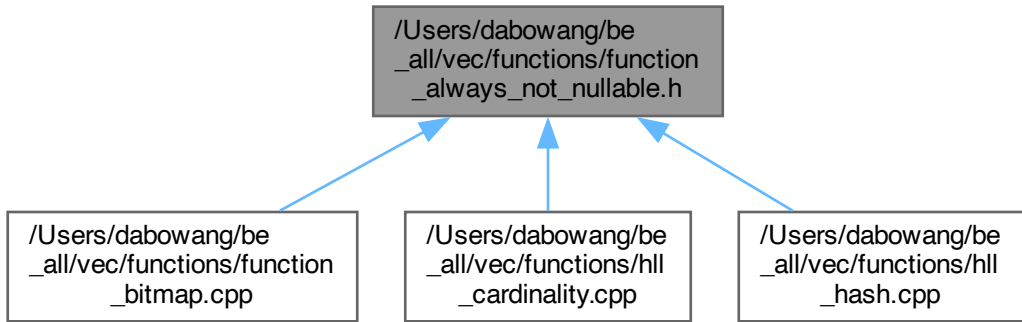 /Users/dabowang/be
_all/vec/functions/function
_always_not_nullable.h
/Users/dabowang/be
_all/vec/functions/function
_bitmap.cpp
/Users/dabowang/be
_all/vec/functions/hll
_cardinality.cpp
/Users/dabowang/be
_all/vec/functions/hll
_hash.cpp